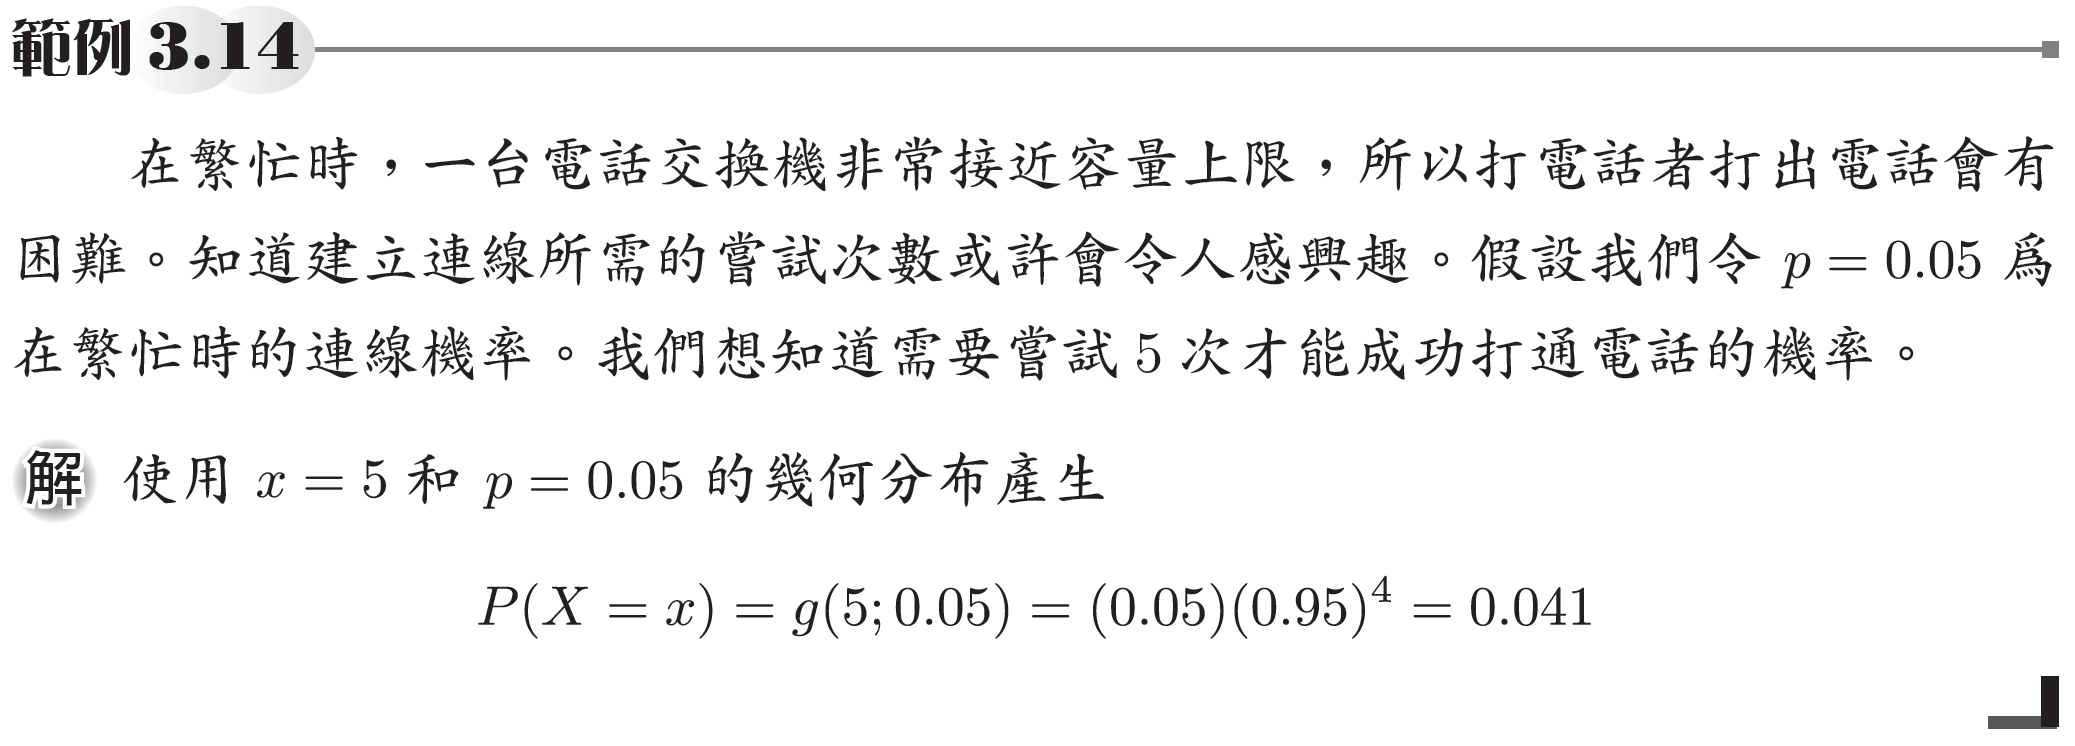 範例 3.14
在繁忙時，一台電話交換機非常接近容量上限，所以打電話者打出電話會有
困難。知道建立連線所需的嘗試次數或許會令人感興趣。假設我們令 p = 0.05 為
在繁忙時的連線機率。我們想知道需要嘗試 5 次才能成功打通電話的機率。
解 使用 x = 5 和 p = 0.05 的幾何分布產生
P(X = x) = g(5; 0.05) = (0.05)(0.95)⁴ = 0.041